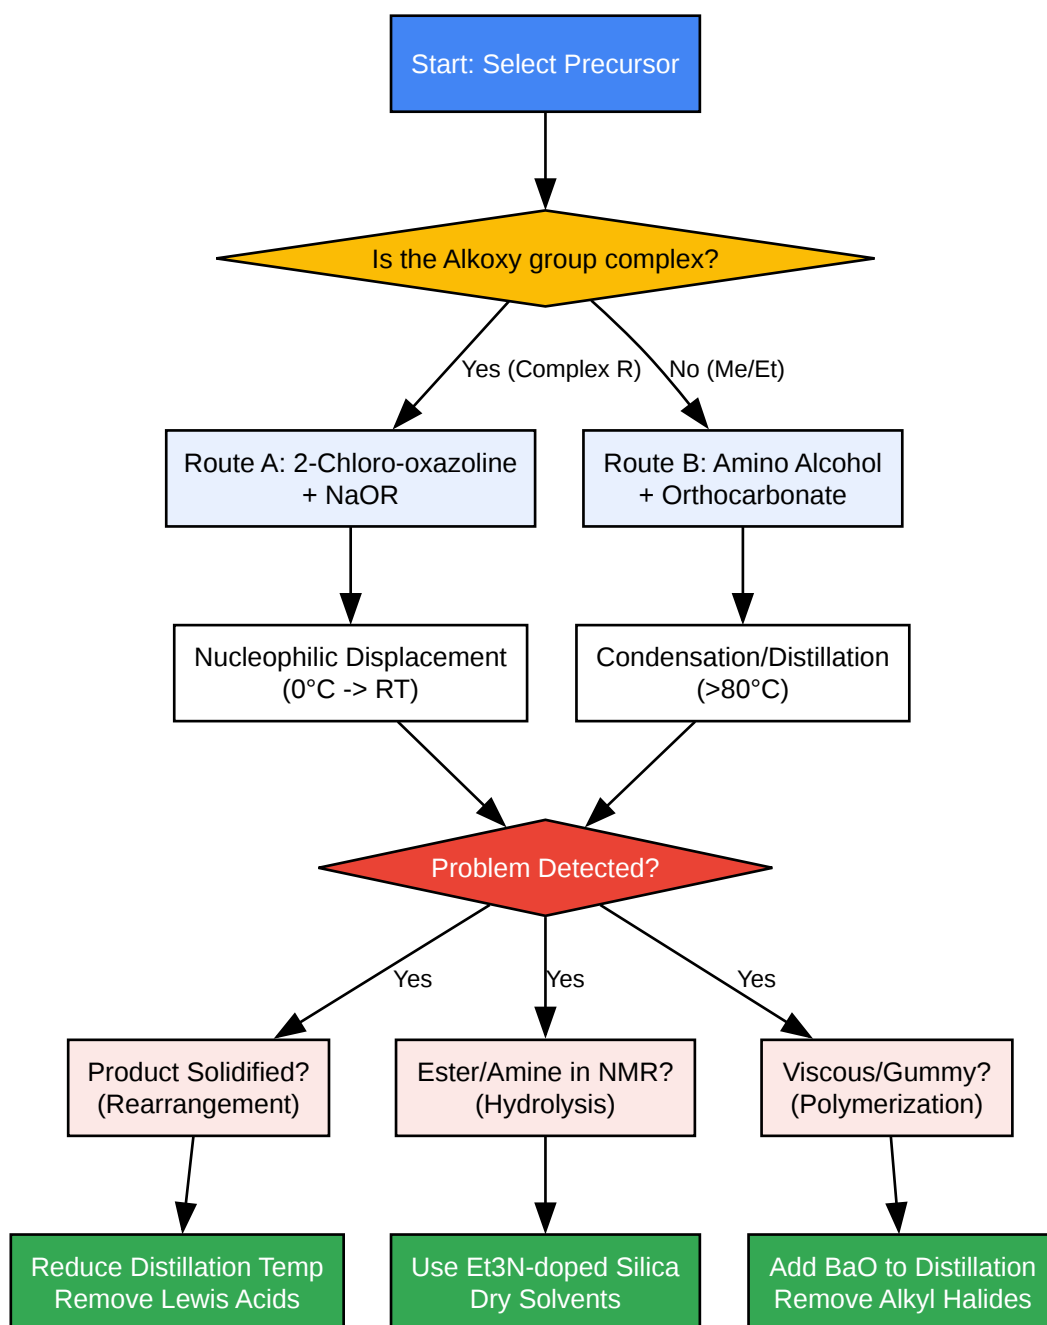 Start: Select Precursor
Is the Alkoxy group complex?
Yes (Complex R)
No (Me/Et)
Route A: 2-Chloro-oxazoline
+ NaOR
Route B: Amino Alcohol
+ Orthocarbonate
Nucleophilic Displacement
(0°C -> RT)
Condensation/Distillation
(>80°C)
Problem Detected?
Yes
Yes
Yes
Product Solidified?
(Rearrangement)
Ester/Amine in NMR?
(Hydrolysis)
Viscous/Gummy?
(Polymerization)
Reduce Distillation Temp
Remove Lewis Acids
Use Et3N-doped Silica
Dry Solvents
Add BaO to Distillation
Remove Alkyl Halides